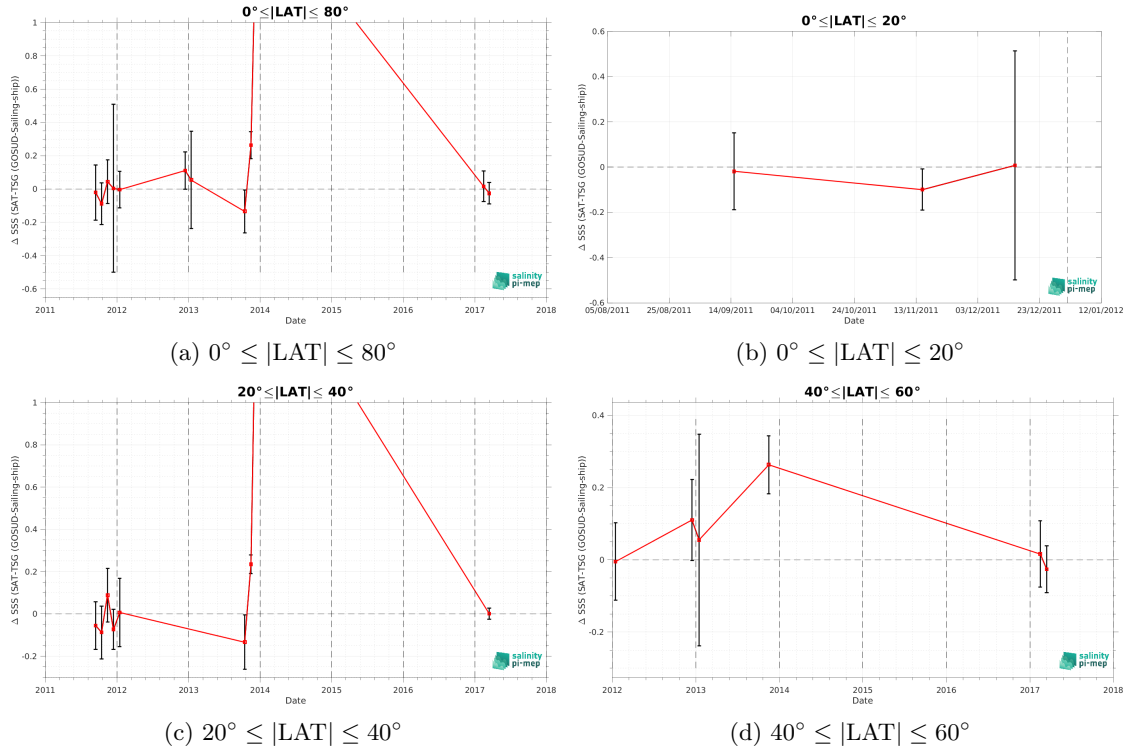 0°≤|LAT|≤ 80°
Δ SSS (SAT-TSG (GOSUD-Sailing-ship))
1
0.8
0.6
0.4
0.2
0
-0.2
-0.4
-0.6
2011 2012 2013 2014 2015 2016 2017 2018
Date
salinity
pi-mep
(a) 0° ≤ |LAT| ≤ 80°
0°≤|LAT|≤ 20°
Δ SSS (SAT-TSG (GOSUD-Sailing-ship))
0.6
0.4
0.2
0
-0.2
-0.4
-0.6
05/08/2011 25/08/2011 14/09/2011 04/10/2011 24/10/2011 13/11/2011 03/12/2011 23/12/2011 12/01/2012
Date
salinity
pi-mep
(b) 0° ≤ |LAT| ≤ 20°
20°≤|LAT|≤ 40°
Δ SSS (SAT-TSG (GOSUD-Sailing-ship))
1
0.8
0.6
0.4
0.2
0
-0.2
2011 2012 2013 2014 2015 2016 2017 2018
Date
salinity
pi-mep
(c) 20° ≤ |LAT| ≤ 40°
40°≤|LAT|≤ 60°
Δ SSS (SAT-TSG (GOSUD-Sailing-ship))
0.4
0.2
0
-0.2
2012 2013 2014 2015 2016 2017 2018
Date
salinity
pi-mep
(d) 40° ≤ |LAT| ≤ 60°